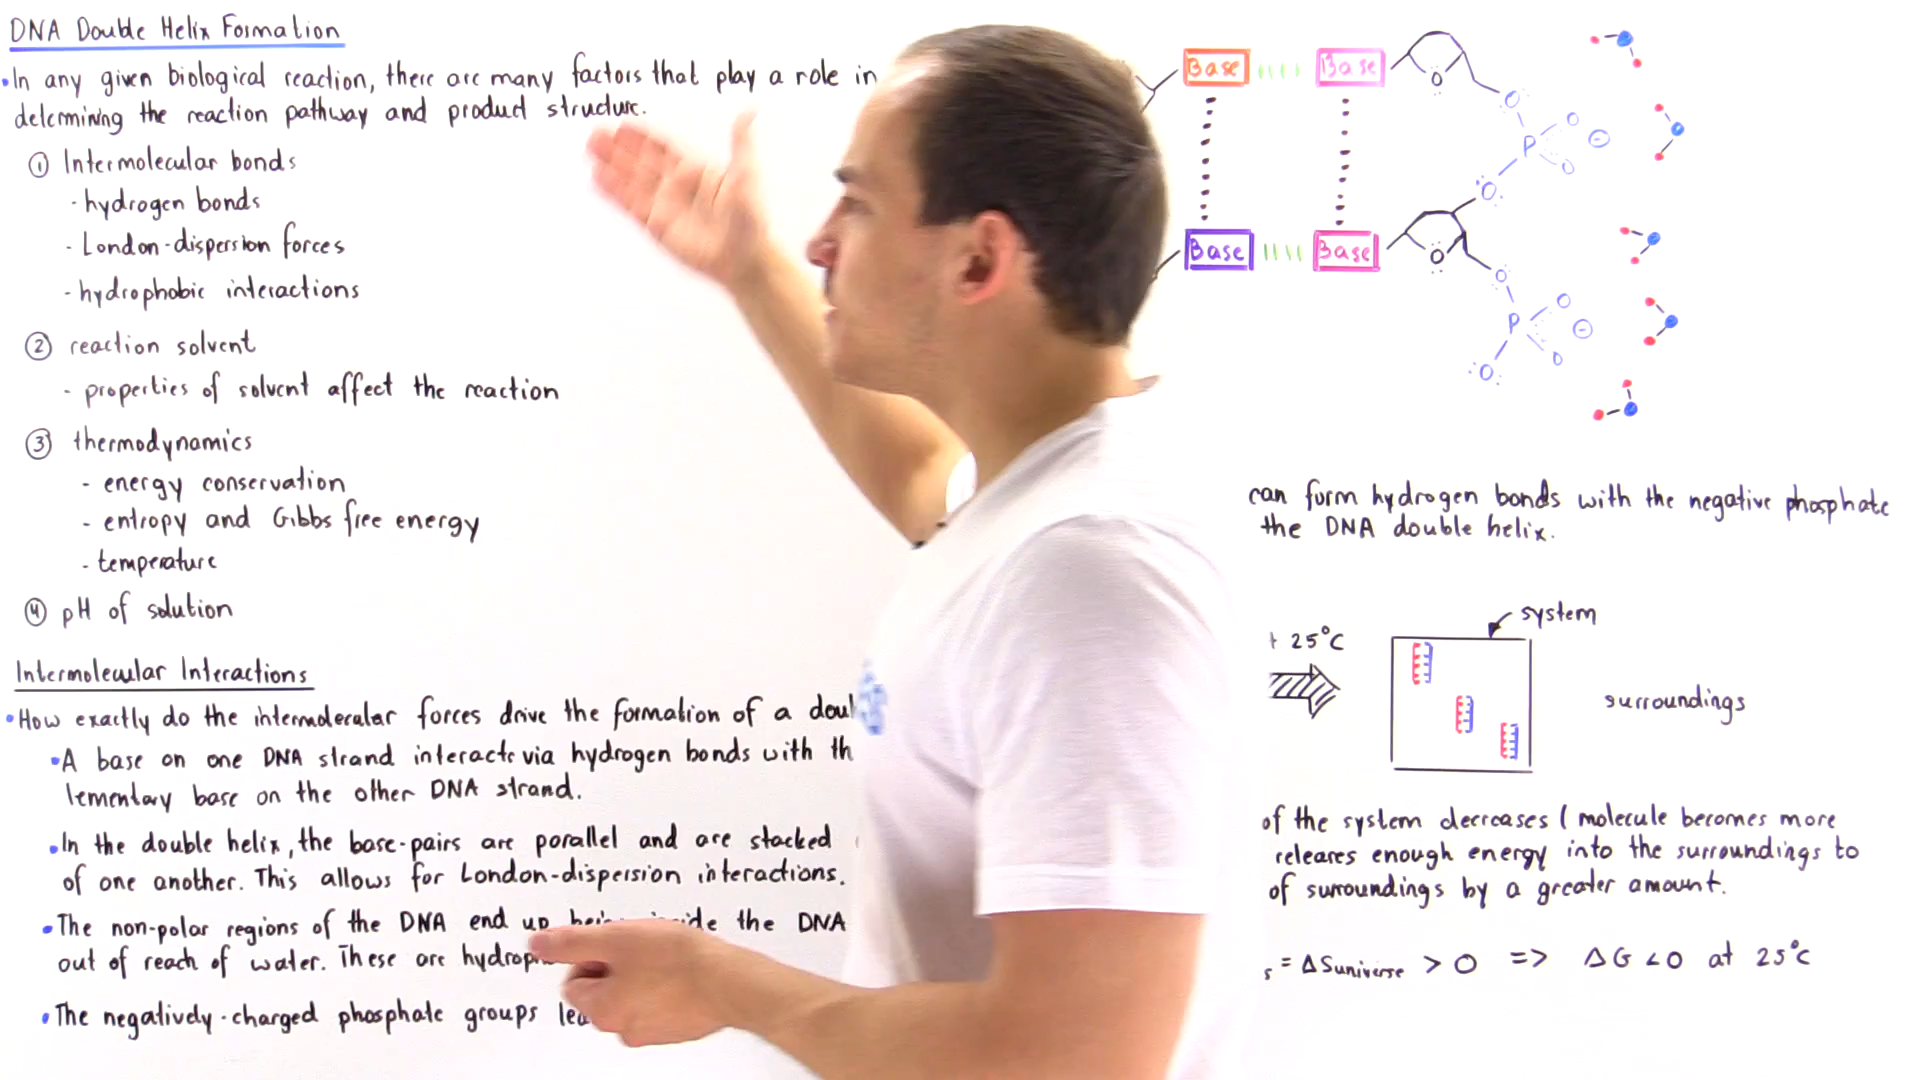 DNA Double Helix Formation
• In any given biological reaction, there are many factors that play a role in
determining the reaction pathway and product structure.
① Intermolecular bonds
- hydrogen bonds
- London-dispersion forces
- hydrophobic interactions
② reaction solvent
- properties of solvent affect the reaction
③ thermodynamics
- energy conservation
- entropy and Gibbs free energy
- temperature
④ pH of solution
Intermolecular Interactions
• How exactly do the intermolecular forces drive the formation of a
• A base on one DNA strand interacts via hydrogen bonds with
lementary base on the other DNA strand.
• In the double helix, the base-pairs are parallel and are stacked
of one another. This allows for London-dispersion interactions.
• The non-polar regions of the DNA end up the DNA
out of reach of water. These are
• The negatively-charged phosphate groups
Base Base
Base Base
O
O
P O ⊖
O
O
O
O
P O ⊖
O
O
can form hydrogen bonds with the negative phosphate
the DNA double helix.
system
+ 25°C
surroundings
of the system decreases ( molecule becomes more
releases enough energy into the surroundings to
of surroundings by a greater amount.
s = ΔSuniverse > 0 => ΔG < 0 at 25°C